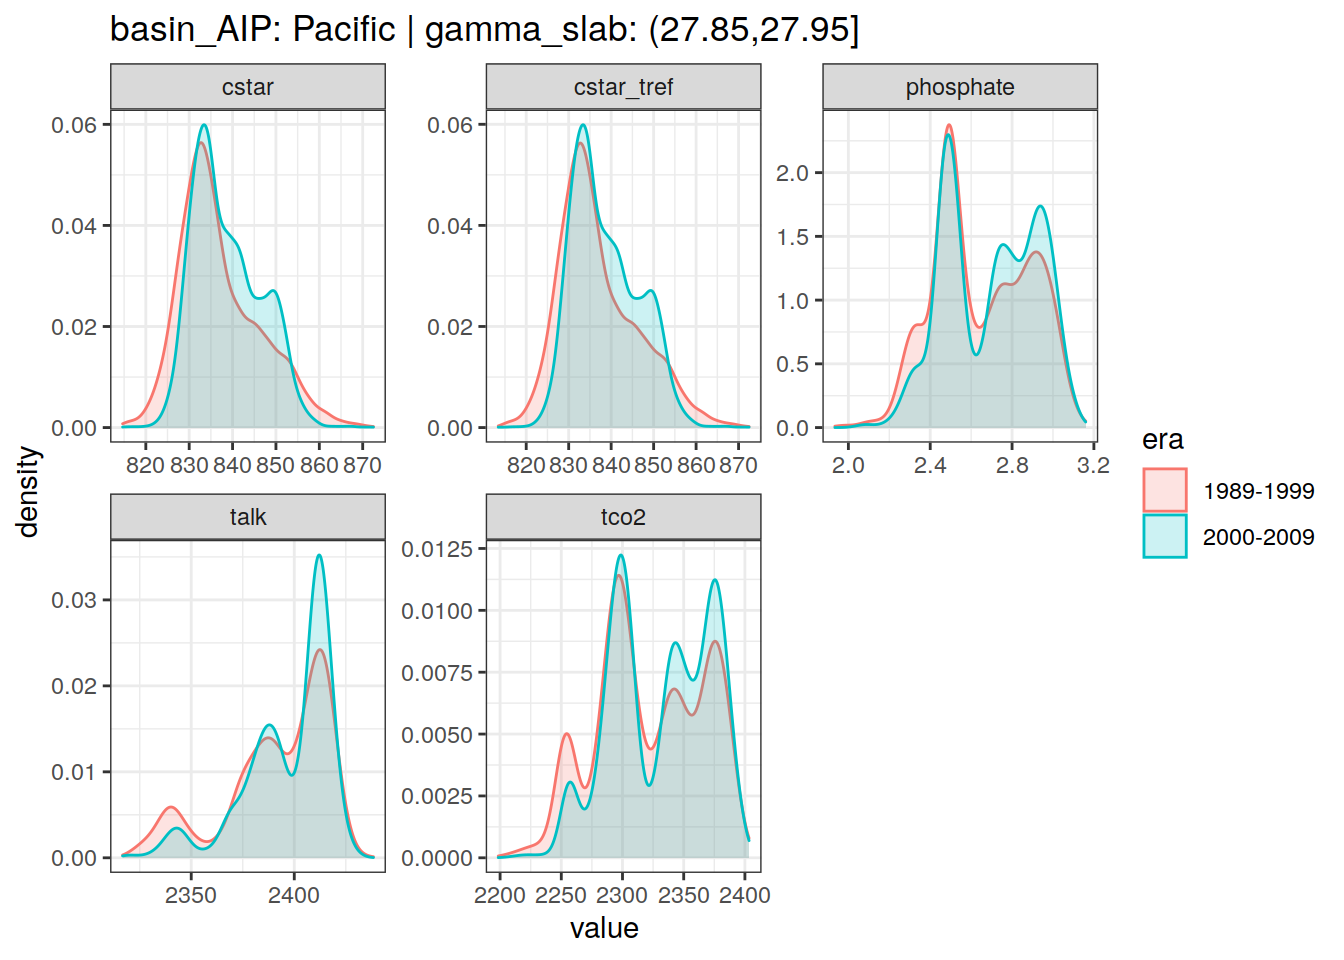 basin_AIP: Pacific | gamma_slab: (27.85,27.95]
cstar
cstar_tref
phosphate
0.06
0.04
0.02
0.00
820 830 840 850 860 870
0.06
0.04
0.02
0.00
820 830 840 850 860 870
2.0
1.5
1.0
0.5
0.0
2.0 2.4 2.8 3.2
density
talk
tco2
0.03
0.02
0.01
0.00
2350 2400
0.0125
0.0100
0.0075
0.0050
0.0025
0.0000
2200 2250 2300 2350 2400
value
era
1989-1999
2000-2009